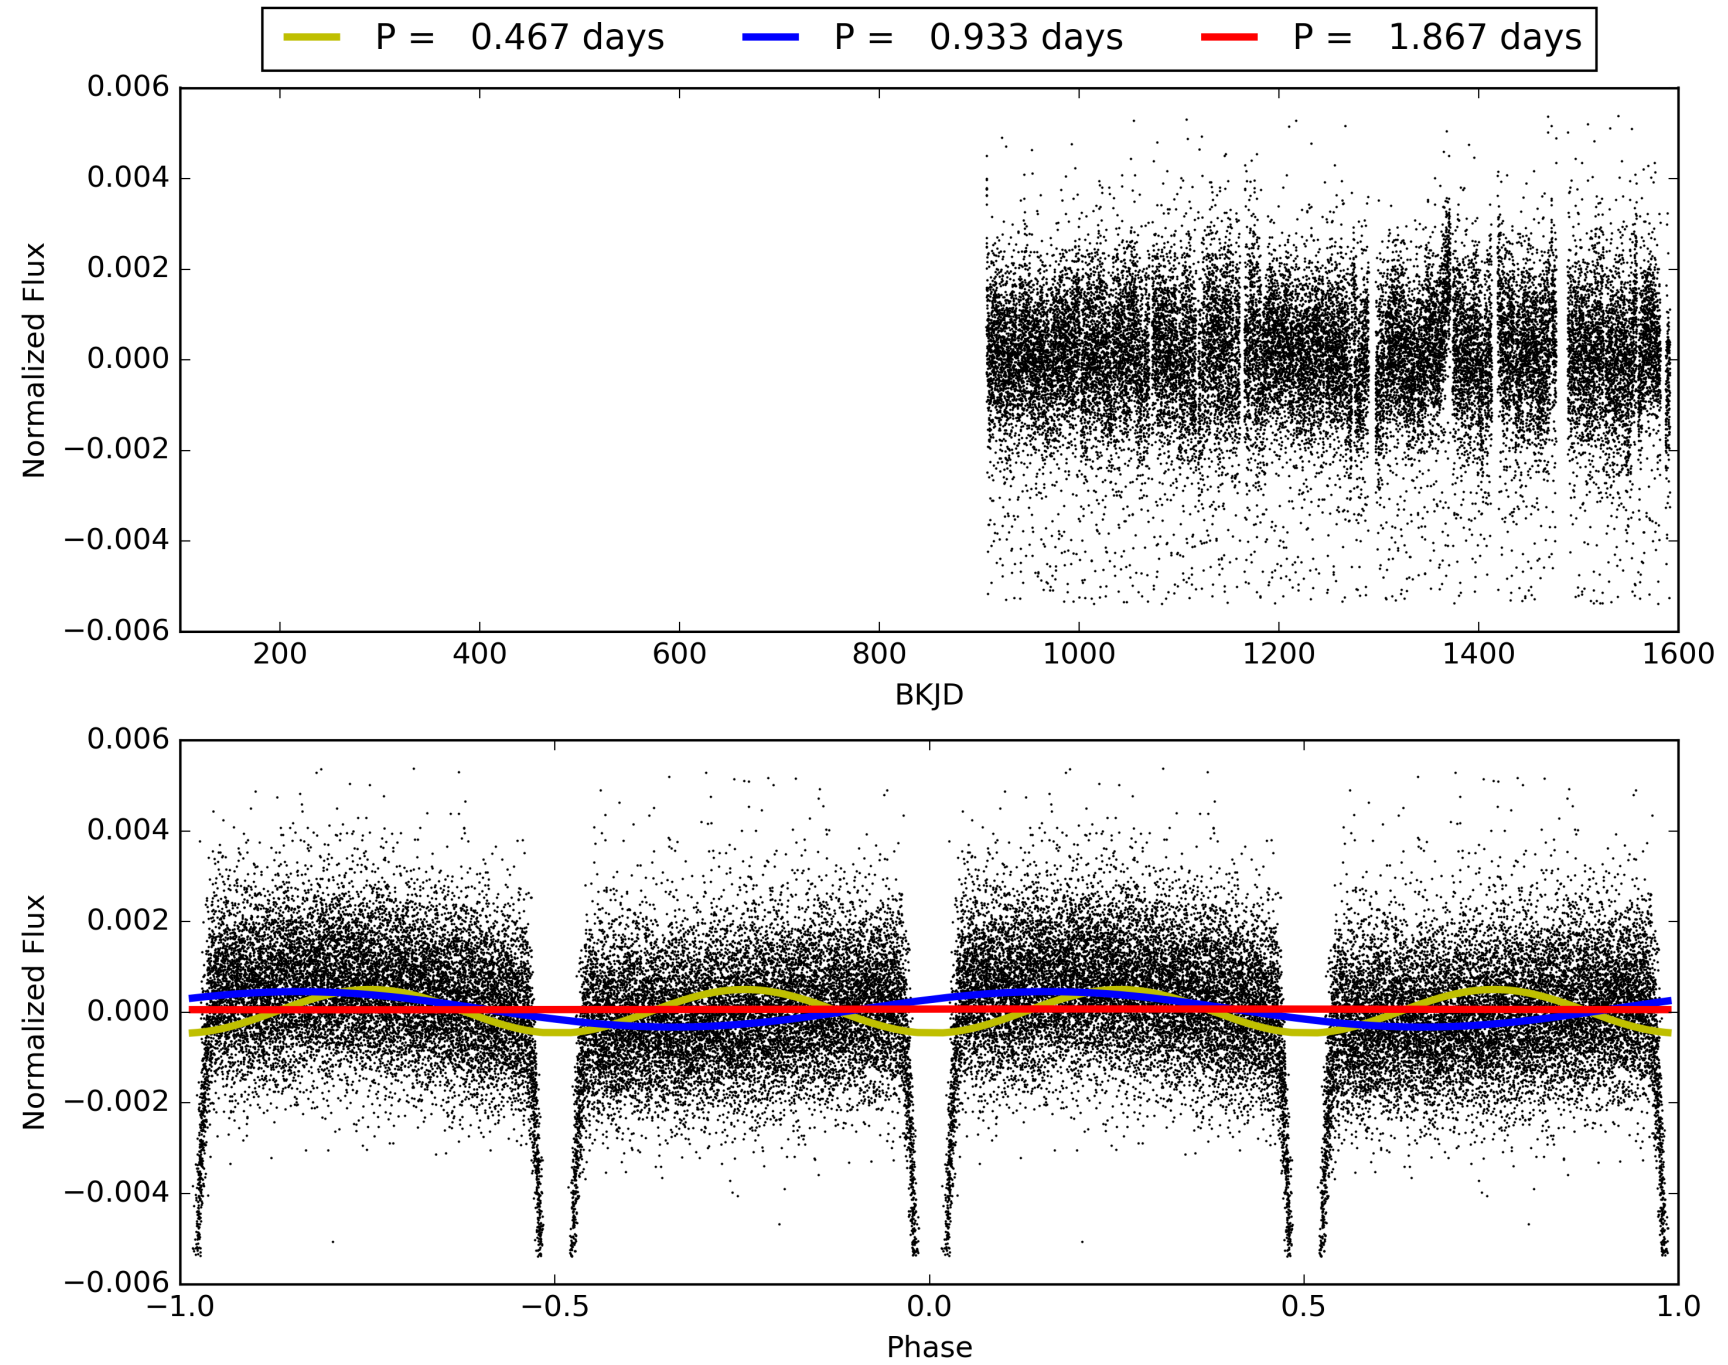 P = 0.467 days P = 0.933 days P = 1.867 days
0.006
0.004
0.002
0.000
−0.002
−0.004
−0.006
Normalized Flux
200 400 600 800 1000 1200 1400 1600
BKJD
0.006
0.004
0.002
0.000
−0.002
−0.004
−0.006
Normalized Flux
−1.0 −0.5 0.0 0.5 1.0
Phase